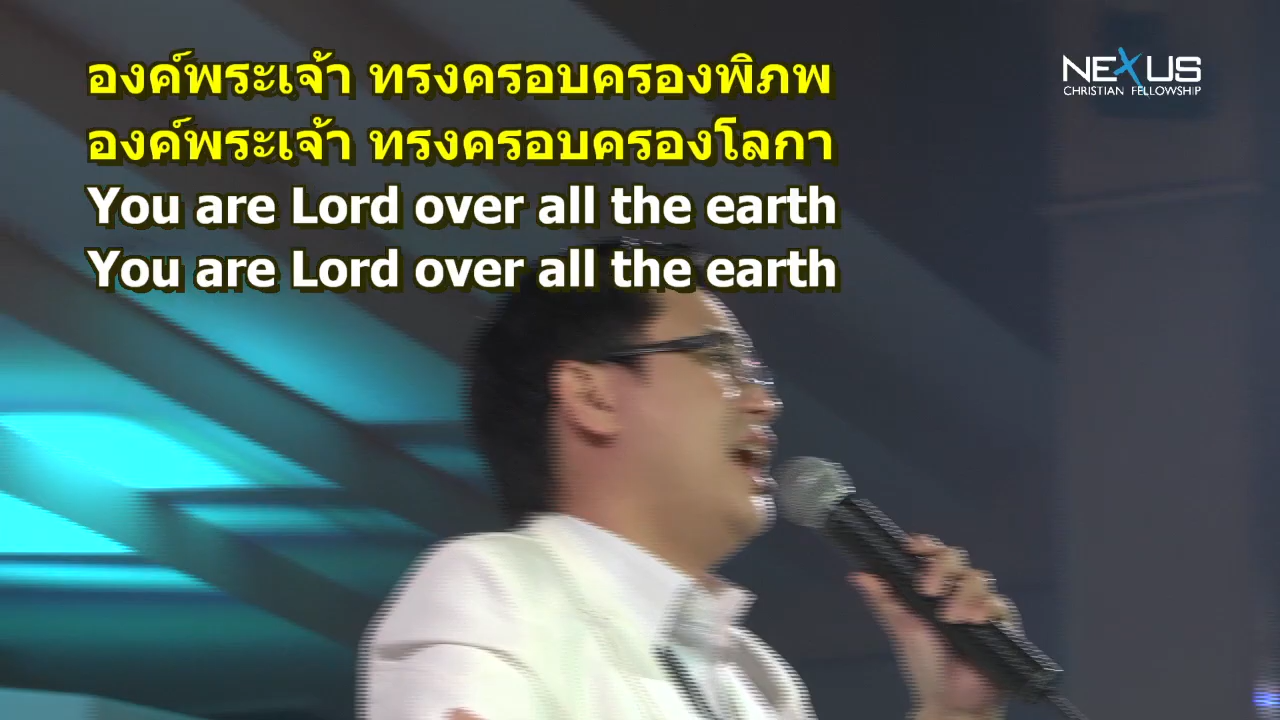 องค์พระเจ้า ทรงครอบครองพิภพ
องค์พระเจ้า ทรงครอบครองโลกา
You are Lord over all the earth
You are Lord over all the earth
NEXUS
CHRISTIAN FELLOWSHIP